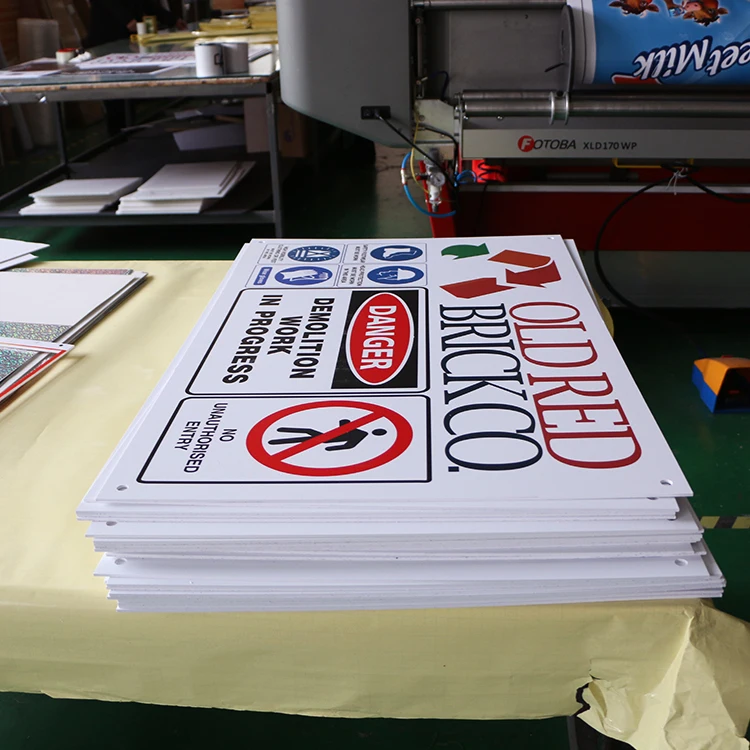 eet Milk
FOTOBA XLD170 WP
OLD RED
BRICK CO.
DANGER
DEMOLITION
WORK
IN PROGRESS
NO
UNAUTHORISED
ENTRY